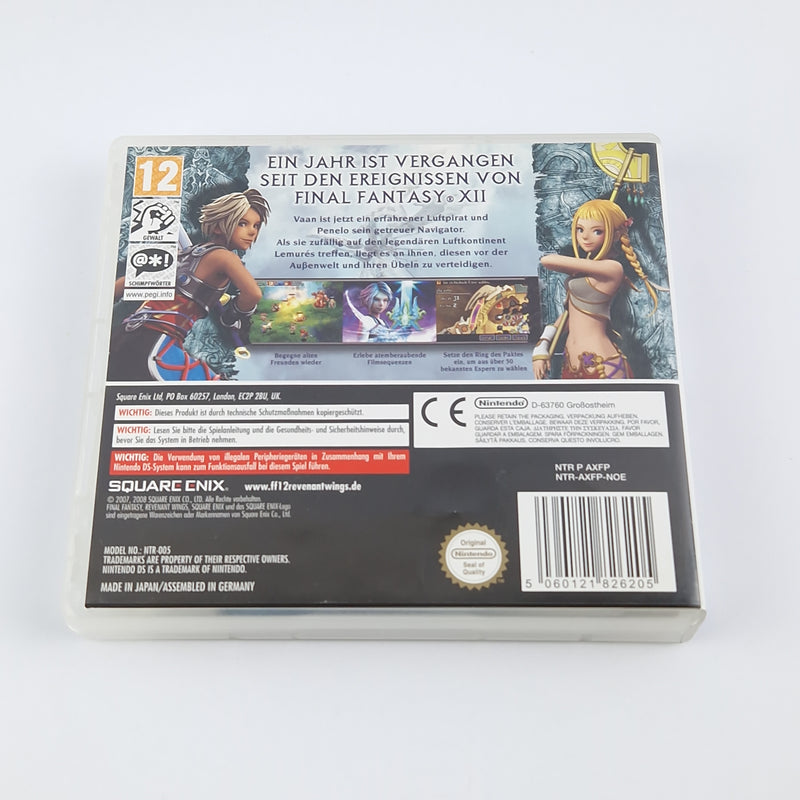 12
GEWALT
@*!
SCHIMPFWÖRTER
www.pegi.info
EIN JAHR IST VERGANGEN
SEIT DEN EREIGNISSEN VON
FINAL FANTASY® XII
Vaan ist jetzt ein erfahrener Luftpirat und
Penelo sein getreuer Navigator.
Als sie zufällig auf den legendären Luftkontinent
Lemurés treffen, liegt es an ihnen, diesen vor der
Außenwelt und ihren Übeln zu verteidigen.
Begegne alten
Freunden wieder
Erlebe atemberaubende
Filmsequenzen
Setze den Ring des Paktes
ein, um aus über 50
bekannten Espern zu wählen
Square Enix Ltd, PO Box 60257, London, EC2P 2BU, UK.
WICHTIG: Dieses Produkt ist durch technische Schutzmaßnahmen kopiergeschützt.
WICHTIG: Lesen Sie bitte die Spielanleitung und die Gesundheits- und Sicherheitshinweise durch,
bevor Sie das System in Betrieb nehmen.
WICHTIG: Die Verwendung von illegalen Peripheriegeräten in Zusammenhang mit Ihrem
Nintendo DS-System kann zum Funktionsausfall bei diesem Spiel führen.
SQUARE ENIX. www.ff12revenantwings.de
© 2007, 2008 SQUARE ENIX CO., LTD. Alle Rechte vorbehalten.
FINAL FANTASY, REVENANT WINGS, SQUARE ENIX und das SQUARE ENIX-Logo
sind eingetragene Warenzeichen oder Markennamen von Square Enix Co., Ltd.
MODEL NO.: NTR-005
TRADEMARKS ARE PROPERTY OF THEIR RESPECTIVE OWNERS.
NINTENDO DS IS A TRADEMARK OF NINTENDO.
MADE IN JAPAN/ASSEMBLED IN GERMANY
CE
Nintendo D-63760 Großostheim
PLEASE RETAIN THE PACKAGING. VERPACKUNG AUFHEBEN.
CONSERVER L'EMBALLAGE. BEWAAR DEZE VERPAKKING. POR FAVOR,
GUARDA ESTA CAJA. ΔΙΑΤΗΡΗΣΤΕ ΤΗΝ ΣΥΣΚΕΥΑΣΙΑ. FAVOR
GUARDAR A EMBALAGEM. SPARA FÖRPACKNINGEN. GEM EMBALLAGEN.
SÄILYTÄ PAKKAUS. CONSERVA QUESTO INVOLUCRO.
NTR P AXFP
NTR-AXFP-NOE
Original
Nintendo
Seal of
Quality
5 060121 826205